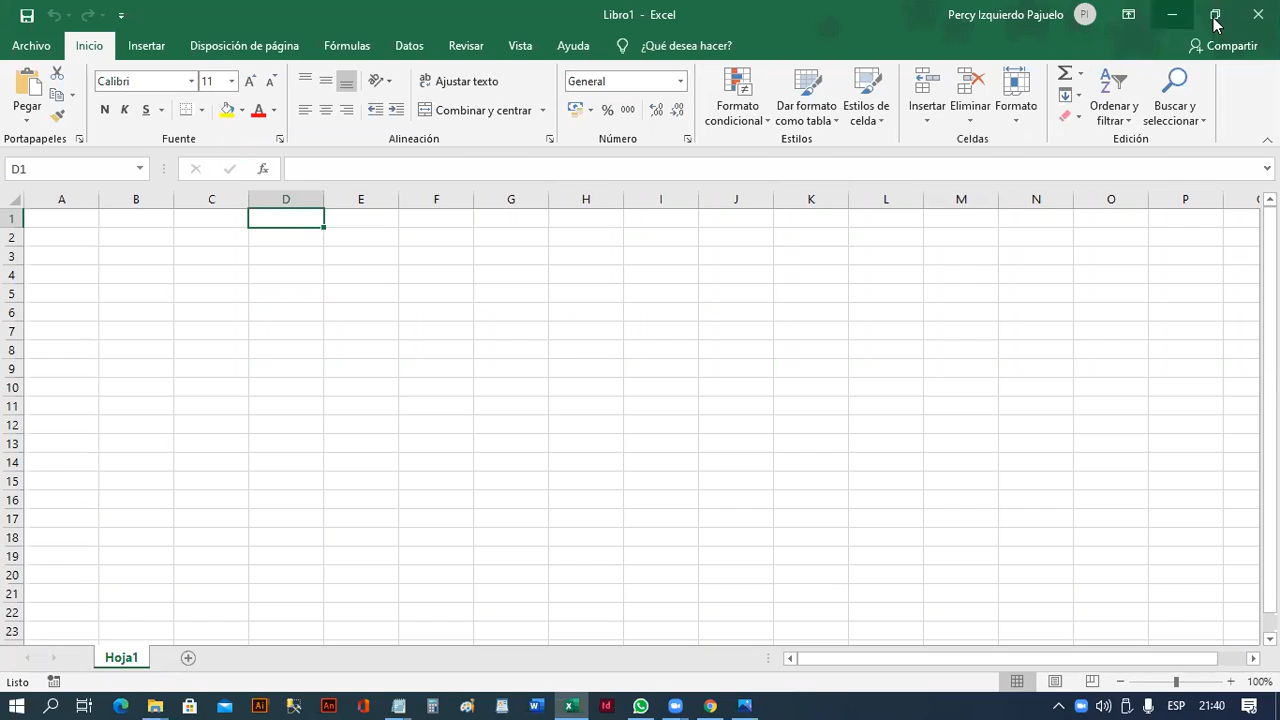 Libro1 - Excel
Percy Izquierdo Pajuelo
PI
Archivo
Inicio
Insertar
Disposición de página
Fórmulas
Datos
Revisar
Vista
Ayuda
¿Qué desea hacer?
Compartir
Pegar
Calibri
11
N K S
Ajustar texto
Combinar y centrar
General
% 000
Formato condicional
Dar formato como tabla
Estilos de celda
Insertar
Eliminar
Formato
Ordenar y filtrar
Buscar y seleccionar
Portapapeles
Fuente
Alineación
Número
Estilos
Celdas
Edición
D1
fx
A B C D E F G H I J K L M N O P
1
2
3
4
5
6
7
8
9
10
11
12
13
14
15
16
17
18
19
20
21
22
23
Hoja1
Listo
100%
ESP
21:40